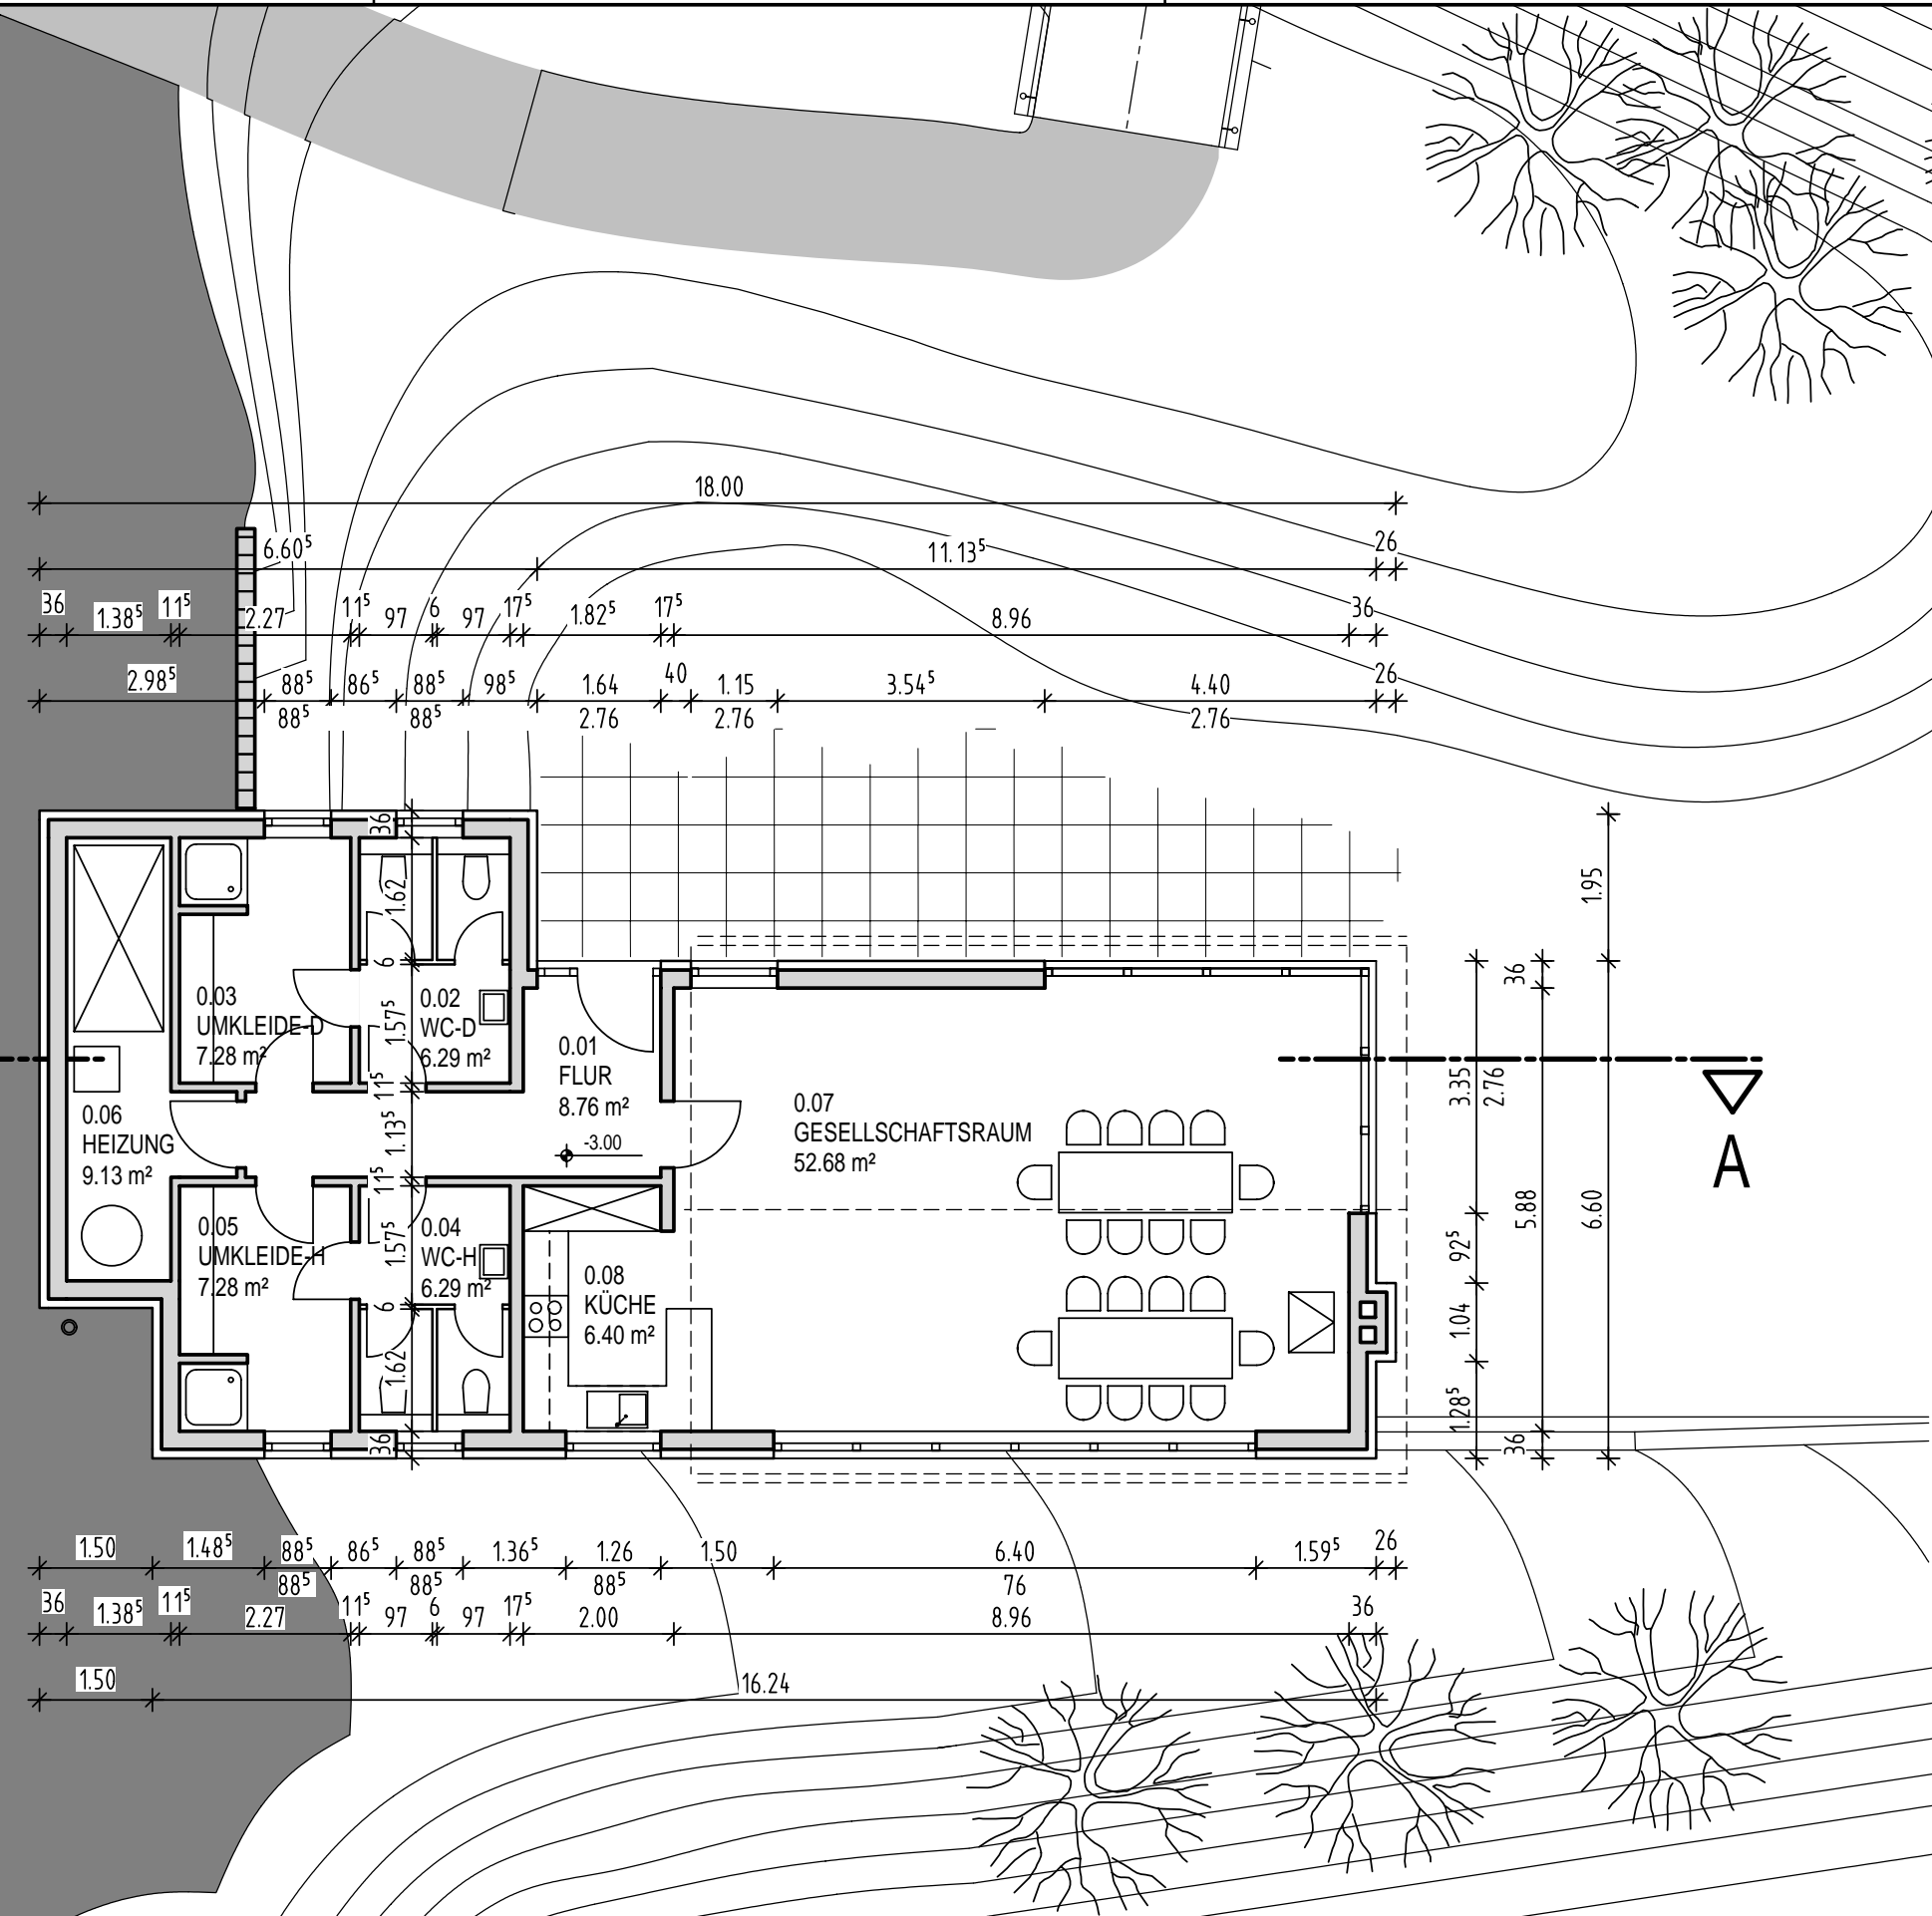 18.00
6.60⁵ 11.13⁵ 26
36 1.38⁵ 11⁵ 2.27 11⁵ 97 6 97 17⁵ 1.82⁵ 17⁵ 8.96 36
2.98⁵ 88⁵ 86⁵ 88⁵ 98⁵ 1.64 40 1.15 3.54⁵ 4.40 26
88⁵ 88⁵ 2.76 2.76 2.76
36
1.62
6
1.57⁵
11⁵
1.13⁵
11⁵
1.57⁵
6
1.62
36
0.03
UMKLEIDE-D
7.28 m²
0.02
WC-D
6.29 m²
0.01
FLUR
8.76 m²
-3.00
0.06
HEIZUNG
9.13 m²
0.07
GESELLSCHAFTSRAUM
52.68 m²
0.05
UMKLEIDE-H
7.28 m²
0.04
WC-H
6.29 m²
0.08
KÜCHE
6.40 m²
1.95
36
3.35
2.76
A
5.88
6.60
92⁵
1.04
1.28⁵
36
1.50 1.48⁵ 88⁵ 86⁵ 88⁵ 1.36⁵ 1.26 1.50 6.40 1.59⁵ 26
88⁵ 88⁵ 88⁵ 76
36 1.38⁵ 11⁵ 2.27 11⁵ 97 6 97 17⁵ 2.00 8.96 36
1.50 16.24